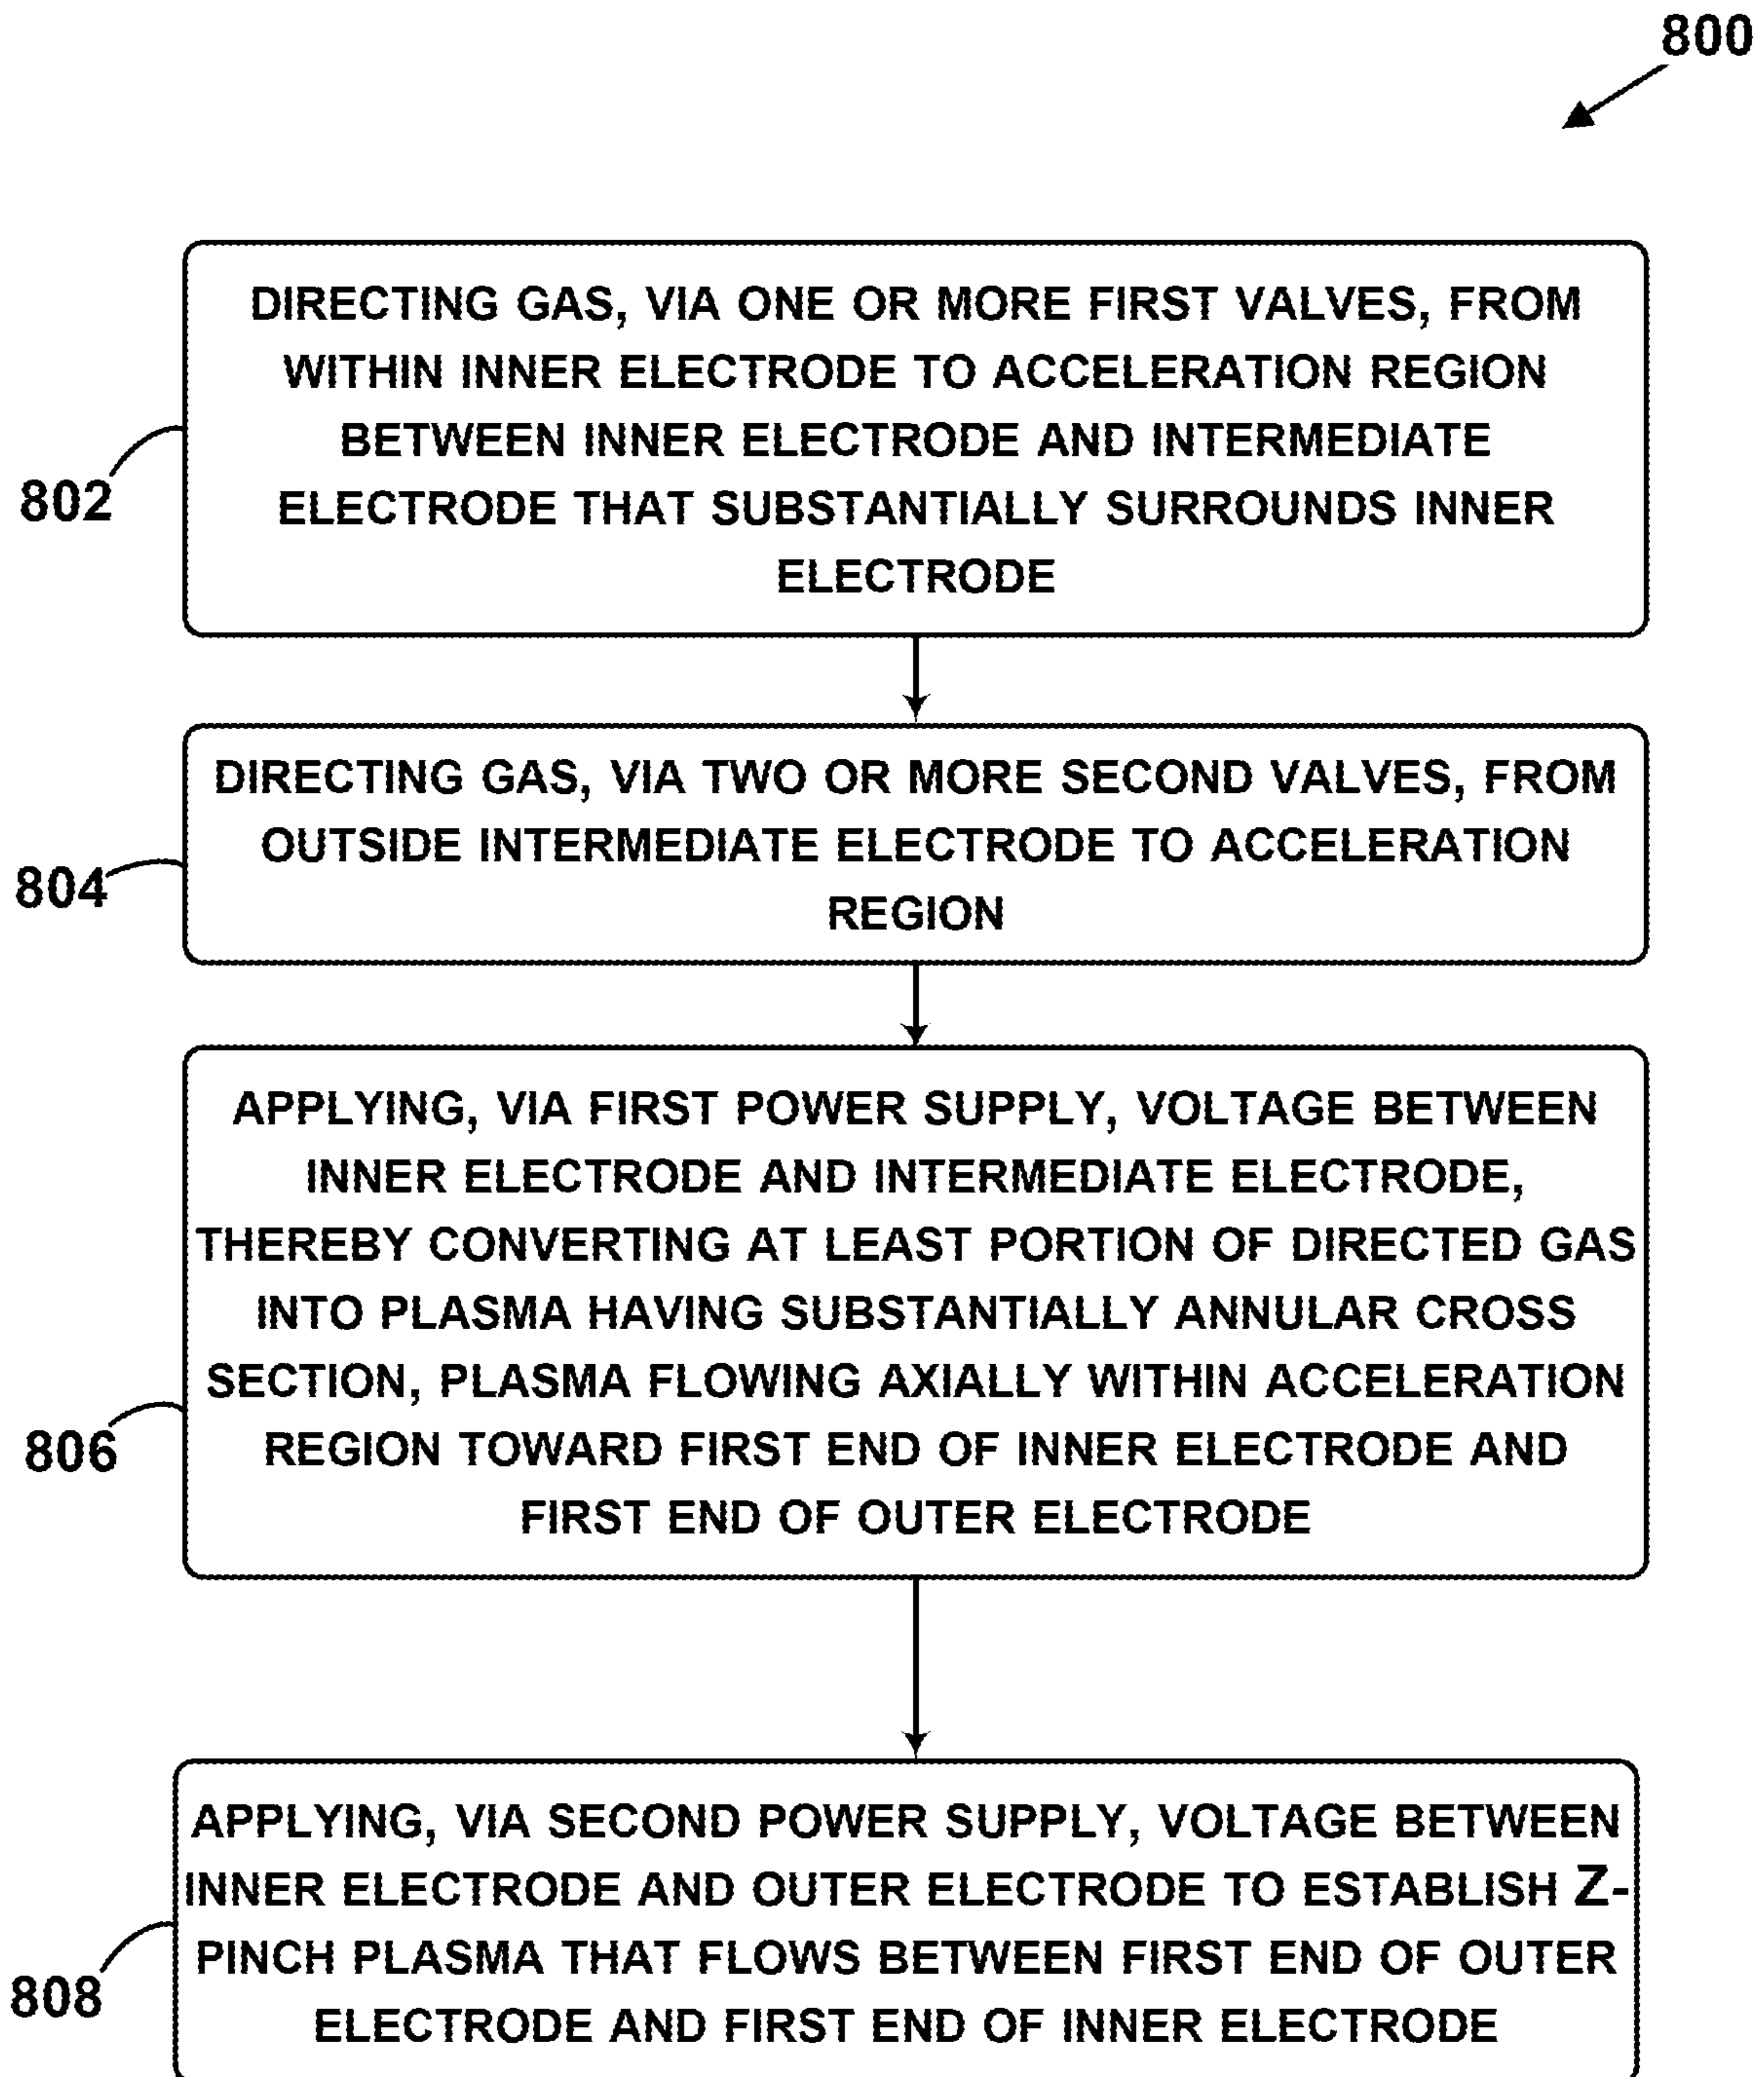 800
DIRECTING GAS, VIA ONE OR MORE FIRST VALVES, FROM
WITHIN INNER ELECTRODE TO ACCELERATION REGION
BETWEEN INNER ELECTRODE AND INTERMEDIATE
ELECTRODE THAT SUBSTANTIALLY SURROUNDS INNER
ELECTRODE
802
DIRECTING GAS, VIA TWO OR MORE SECOND VALVES, FROM
OUTSIDE INTERMEDIATE ELECTRODE TO ACCELERATION
REGION
804
APPLYING, VIA FIRST POWER SUPPLY, VOLTAGE BETWEEN
INNER ELECTRODE AND INTERMEDIATE ELECTRODE,
THEREBY CONVERTING AT LEAST PORTION OF DIRECTED GAS
INTO PLASMA HAVING SUBSTANTIALLY ANNULAR CROSS
SECTION, PLASMA FLOWING AXIALLY WITHIN ACCELERATION
REGION TOWARD FIRST END OF INNER ELECTRODE AND
FIRST END OF OUTER ELECTRODE
806
APPLYING, VIA SECOND POWER SUPPLY, VOLTAGE BETWEEN
INNER ELECTRODE AND OUTER ELECTRODE TO ESTABLISH Z-
PINCH PLASMA THAT FLOWS BETWEEN FIRST END OF OUTER
ELECTRODE AND FIRST END OF INNER ELECTRODE
808